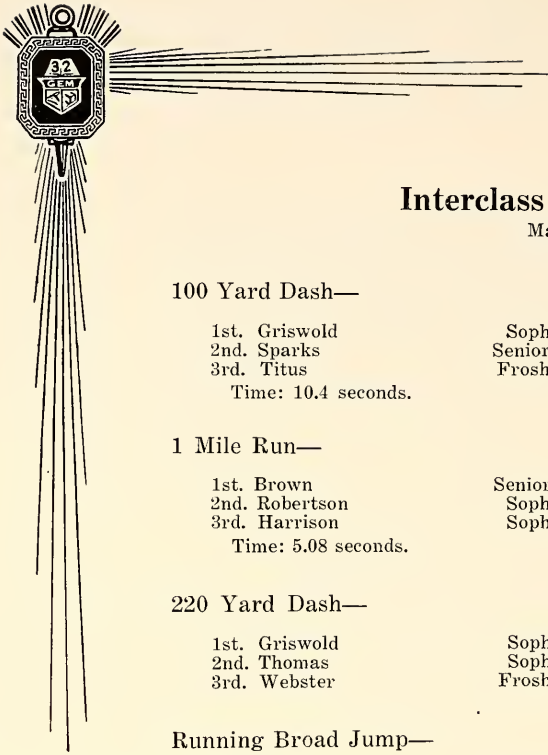 32
GEM
Interclass
Ma
100 Yard Dash—
1st. Griswold Soph
2nd. Sparks Senior
3rd. Titus Frosh
Time: 10.4 seconds.
1 Mile Run—
1st. Brown Senior
2nd. Robertson Soph
3rd. Harrison Soph
Time: 5.08 seconds.
220 Yard Dash—
1st. Griswold Soph
2nd. Thomas Soph
3rd. Webster Frosh
Running Broad Jump—